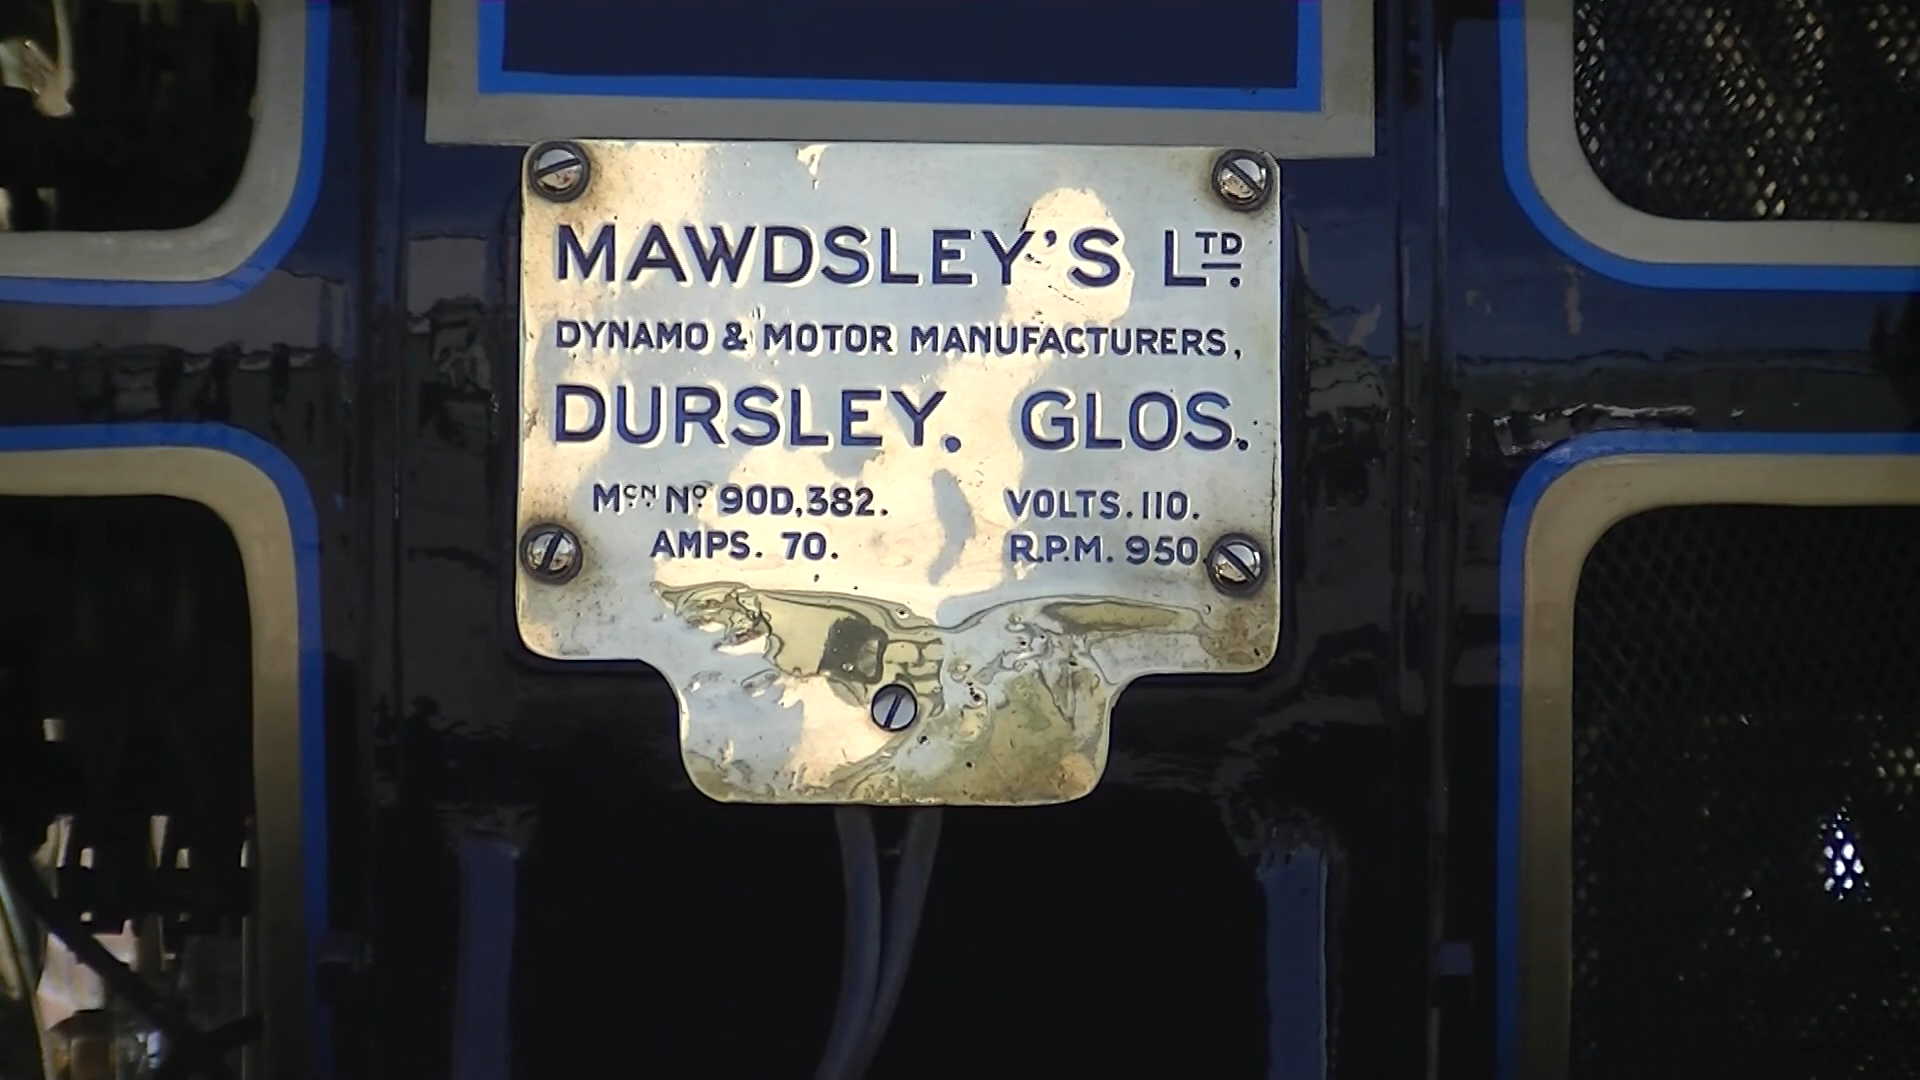 MAWDSLEY'S LTD.
DYNAMO & MOTOR MANUFACTURERS,
DURSLEY. GLOS.
MCN NO 90D,382. VOLTS. 110.
AMPS. 70. R.P.M. 950.